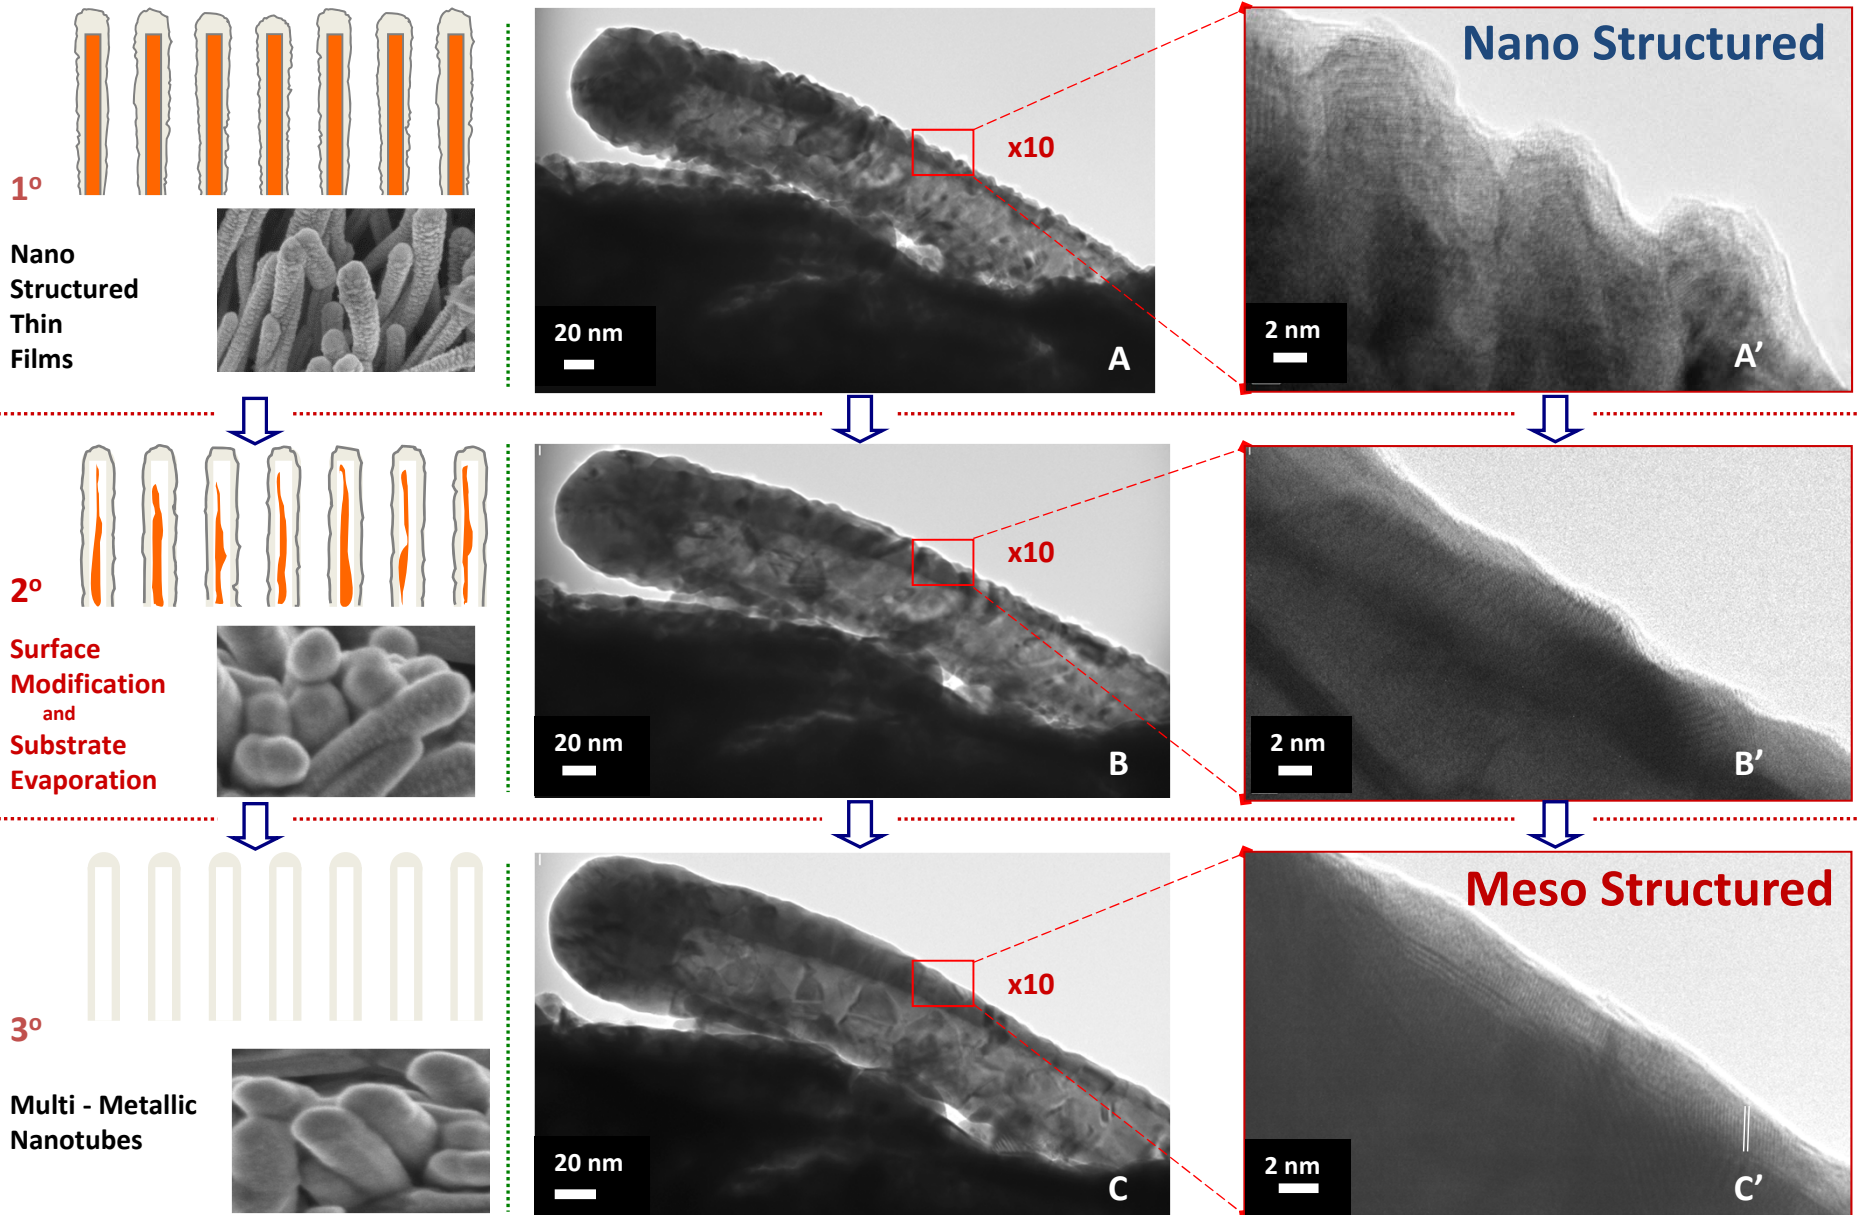 1º
Nano
Structured
Thin
Films
20 nm
x10
A
Nano Structured
2 nm
A’
2º
Surface
Modification
and
Substrate
Evaporation
20 nm
x10
B
2 nm
B’
3º
Multi - Metallic
Nanotubes
20 nm
x10
C
Meso Structured
2 nm
C’